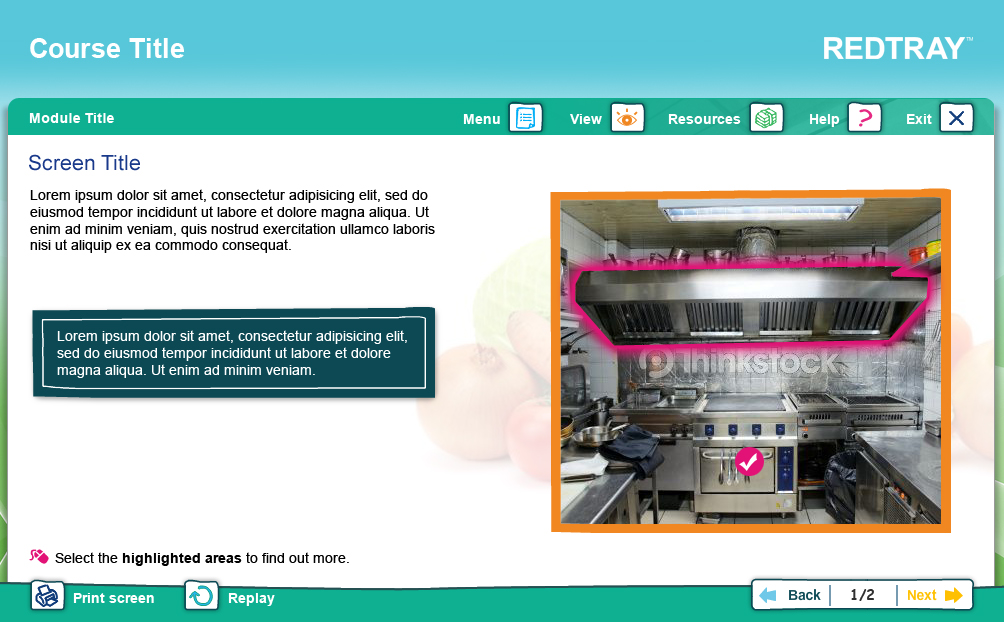 Course Title
REDTRAY™
Module Title
Menu
View
Resources
Help
Exit
Screen Title
Lorem ipsum dolor sit amet, consectetur adipisicing elit, sed do
eiusmod tempor incididunt ut labore et dolore magna aliqua. Ut
enim ad minim veniam, quis nostrud exercitation ullamco laboris
nisi ut aliquip ex ea commodo consequat.
Lorem ipsum dolor sit amet, consectetur adipisicing elit,
sed do eiusmod tempor incididunt ut labore et dolore
magna aliqua. Ut enim ad minim veniam.
Thinkstock
Select the highlighted areas to find out more.
Print screen
Replay
Back
1/2
Next